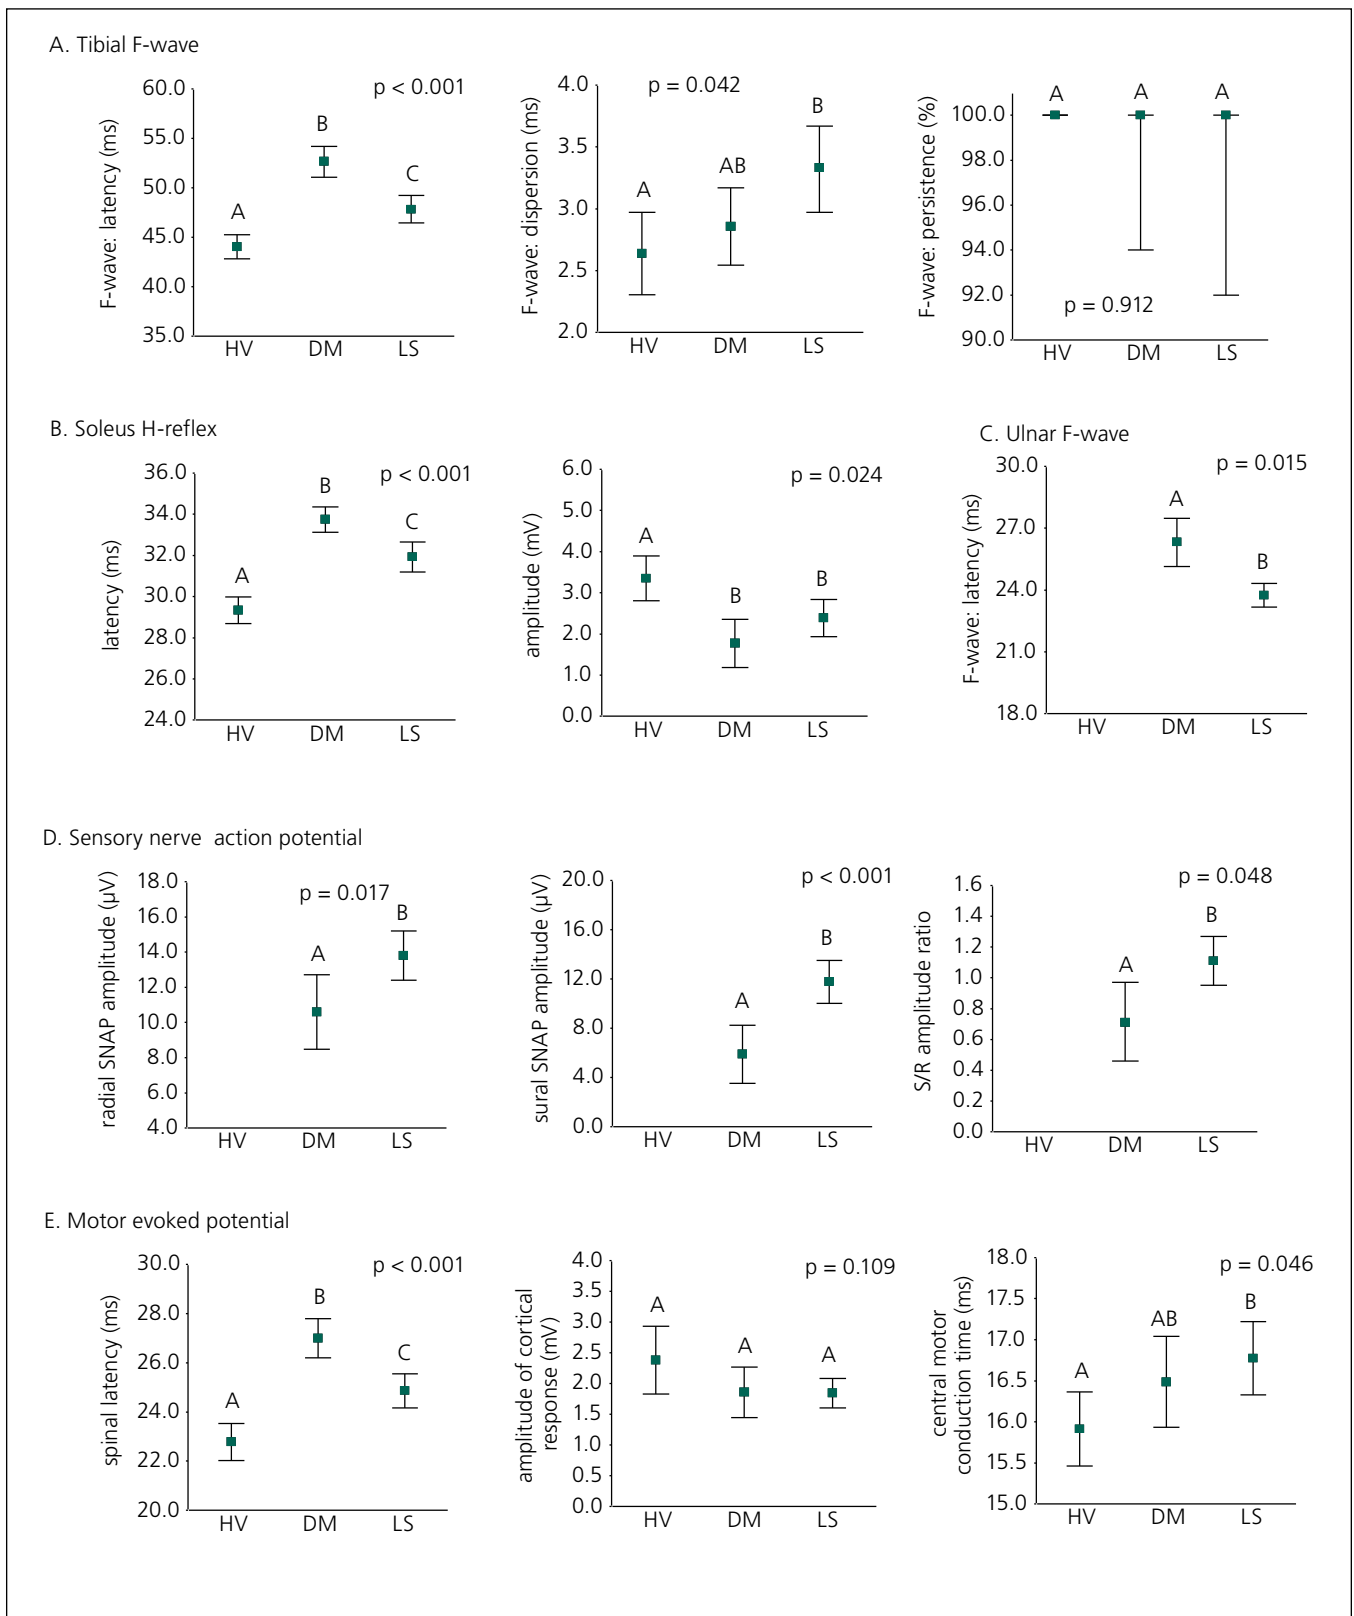 A. Tibial F-wave
F-wave: latency (ms)
60.0
55.0
50.0
45.0
40.0
35.0
p < 0.001
A
B
C
HV DM LS
F-wave: dispersion (ms)
4.0
3.5
3.0
2.5
2.0
p = 0.042
A
AB
B
HV DM LS
F-wave: persistence (%)
100.0
98.0
96.0
94.0
92.0
90.0
A A A
p = 0.912
HV DM LS
B. Soleus H-reflex
latency (ms)
36.0
34.0
32.0
30.0
28.0
26.0
24.0
p < 0.001
A
B
C
HV DM LS
amplitude (mV)
6.0
5.0
4.0
3.0
2.0
1.0
0.0
p = 0.024
A
B
B
HV DM LS
C. Ulnar F-wave
F-wave: latency (ms)
30.0
27.0
24.0
21.0
18.0
p = 0.015
A
B
HV DM LS
D. Sensory nerve action potential
radial SNAP amplitude (µV)
18.0
16.0
14.0
12.0
10.0
8.0
6.0
4.0
p = 0.017
A
B
HV DM LS
sural SNAP amplitude (µV)
20.0
16.0
12.0
8.0
4.0
0.0
p < 0.001
A
B
HV DM LS
S/R amplitude ratio
1.6
1.4
1.2
1.0
0.8
0.6
0.4
0.2
0.0
p = 0.048
A
B
HV DM LS
E. Motor evoked potential
spinal latency (ms)
30.0
28.0
26.0
24.0
22.0
20.0
p < 0.001
A
B
C
HV DM LS
amplitude of cortical
response (mV)
4.0
3.5
3.0
2.5
2.0
1.5
1.0
0.5
0.0
p = 0.109
A
A
A
HV DM LS
central motor
conduction time (ms)
18.0
17.5
17.0
16.5
16.0
15.5
15.0
p = 0.046
A
AB
B
HV DM LS